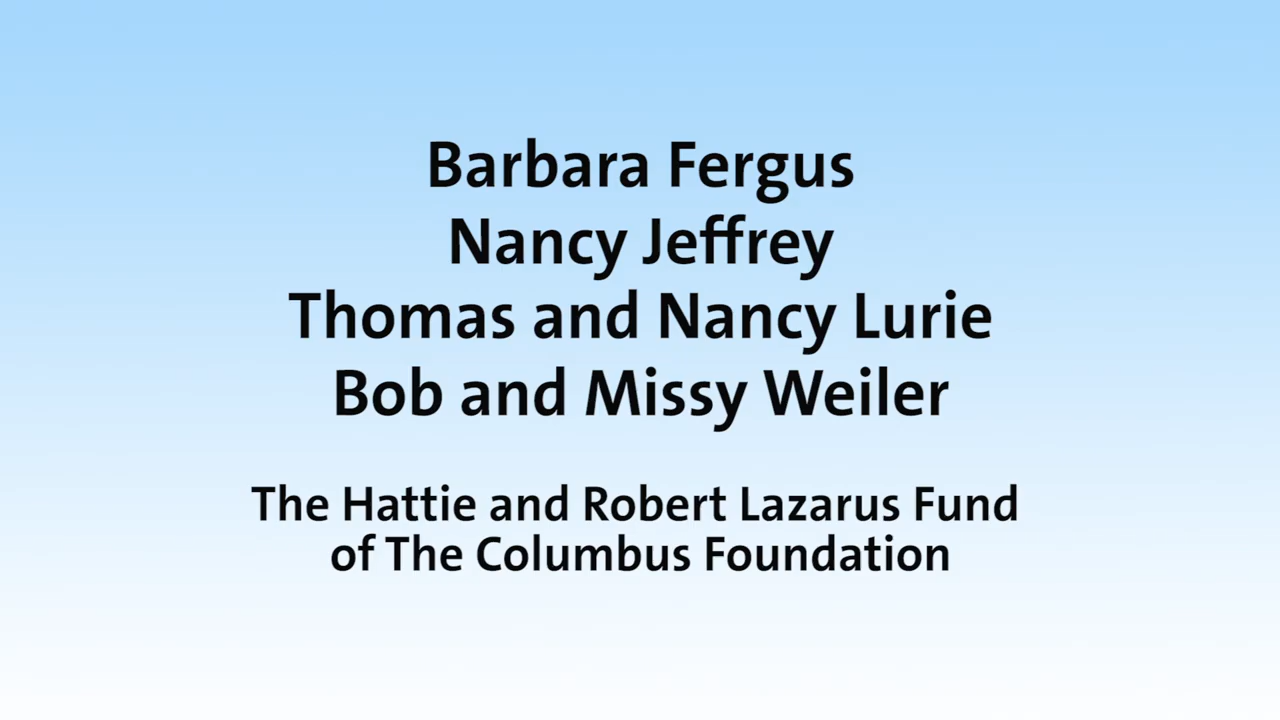 Barbara Fergus
Nancy Jeffrey
Thomas and Nancy Lurie
Bob and Missy Weiler
The Hattie and Robert Lazarus Fund
of The Columbus Foundation